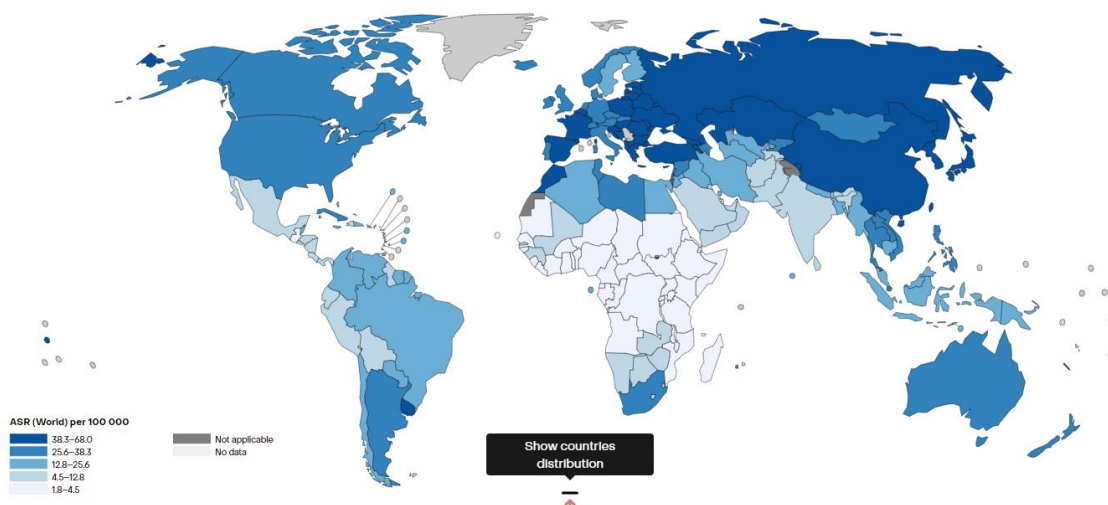 ASR (World) per 100 000
38.3–68.0
25.6–38.3
12.8–25.6
4.5–12.8
1.8–4.5
Not applicable
No data
Show countries
distribution